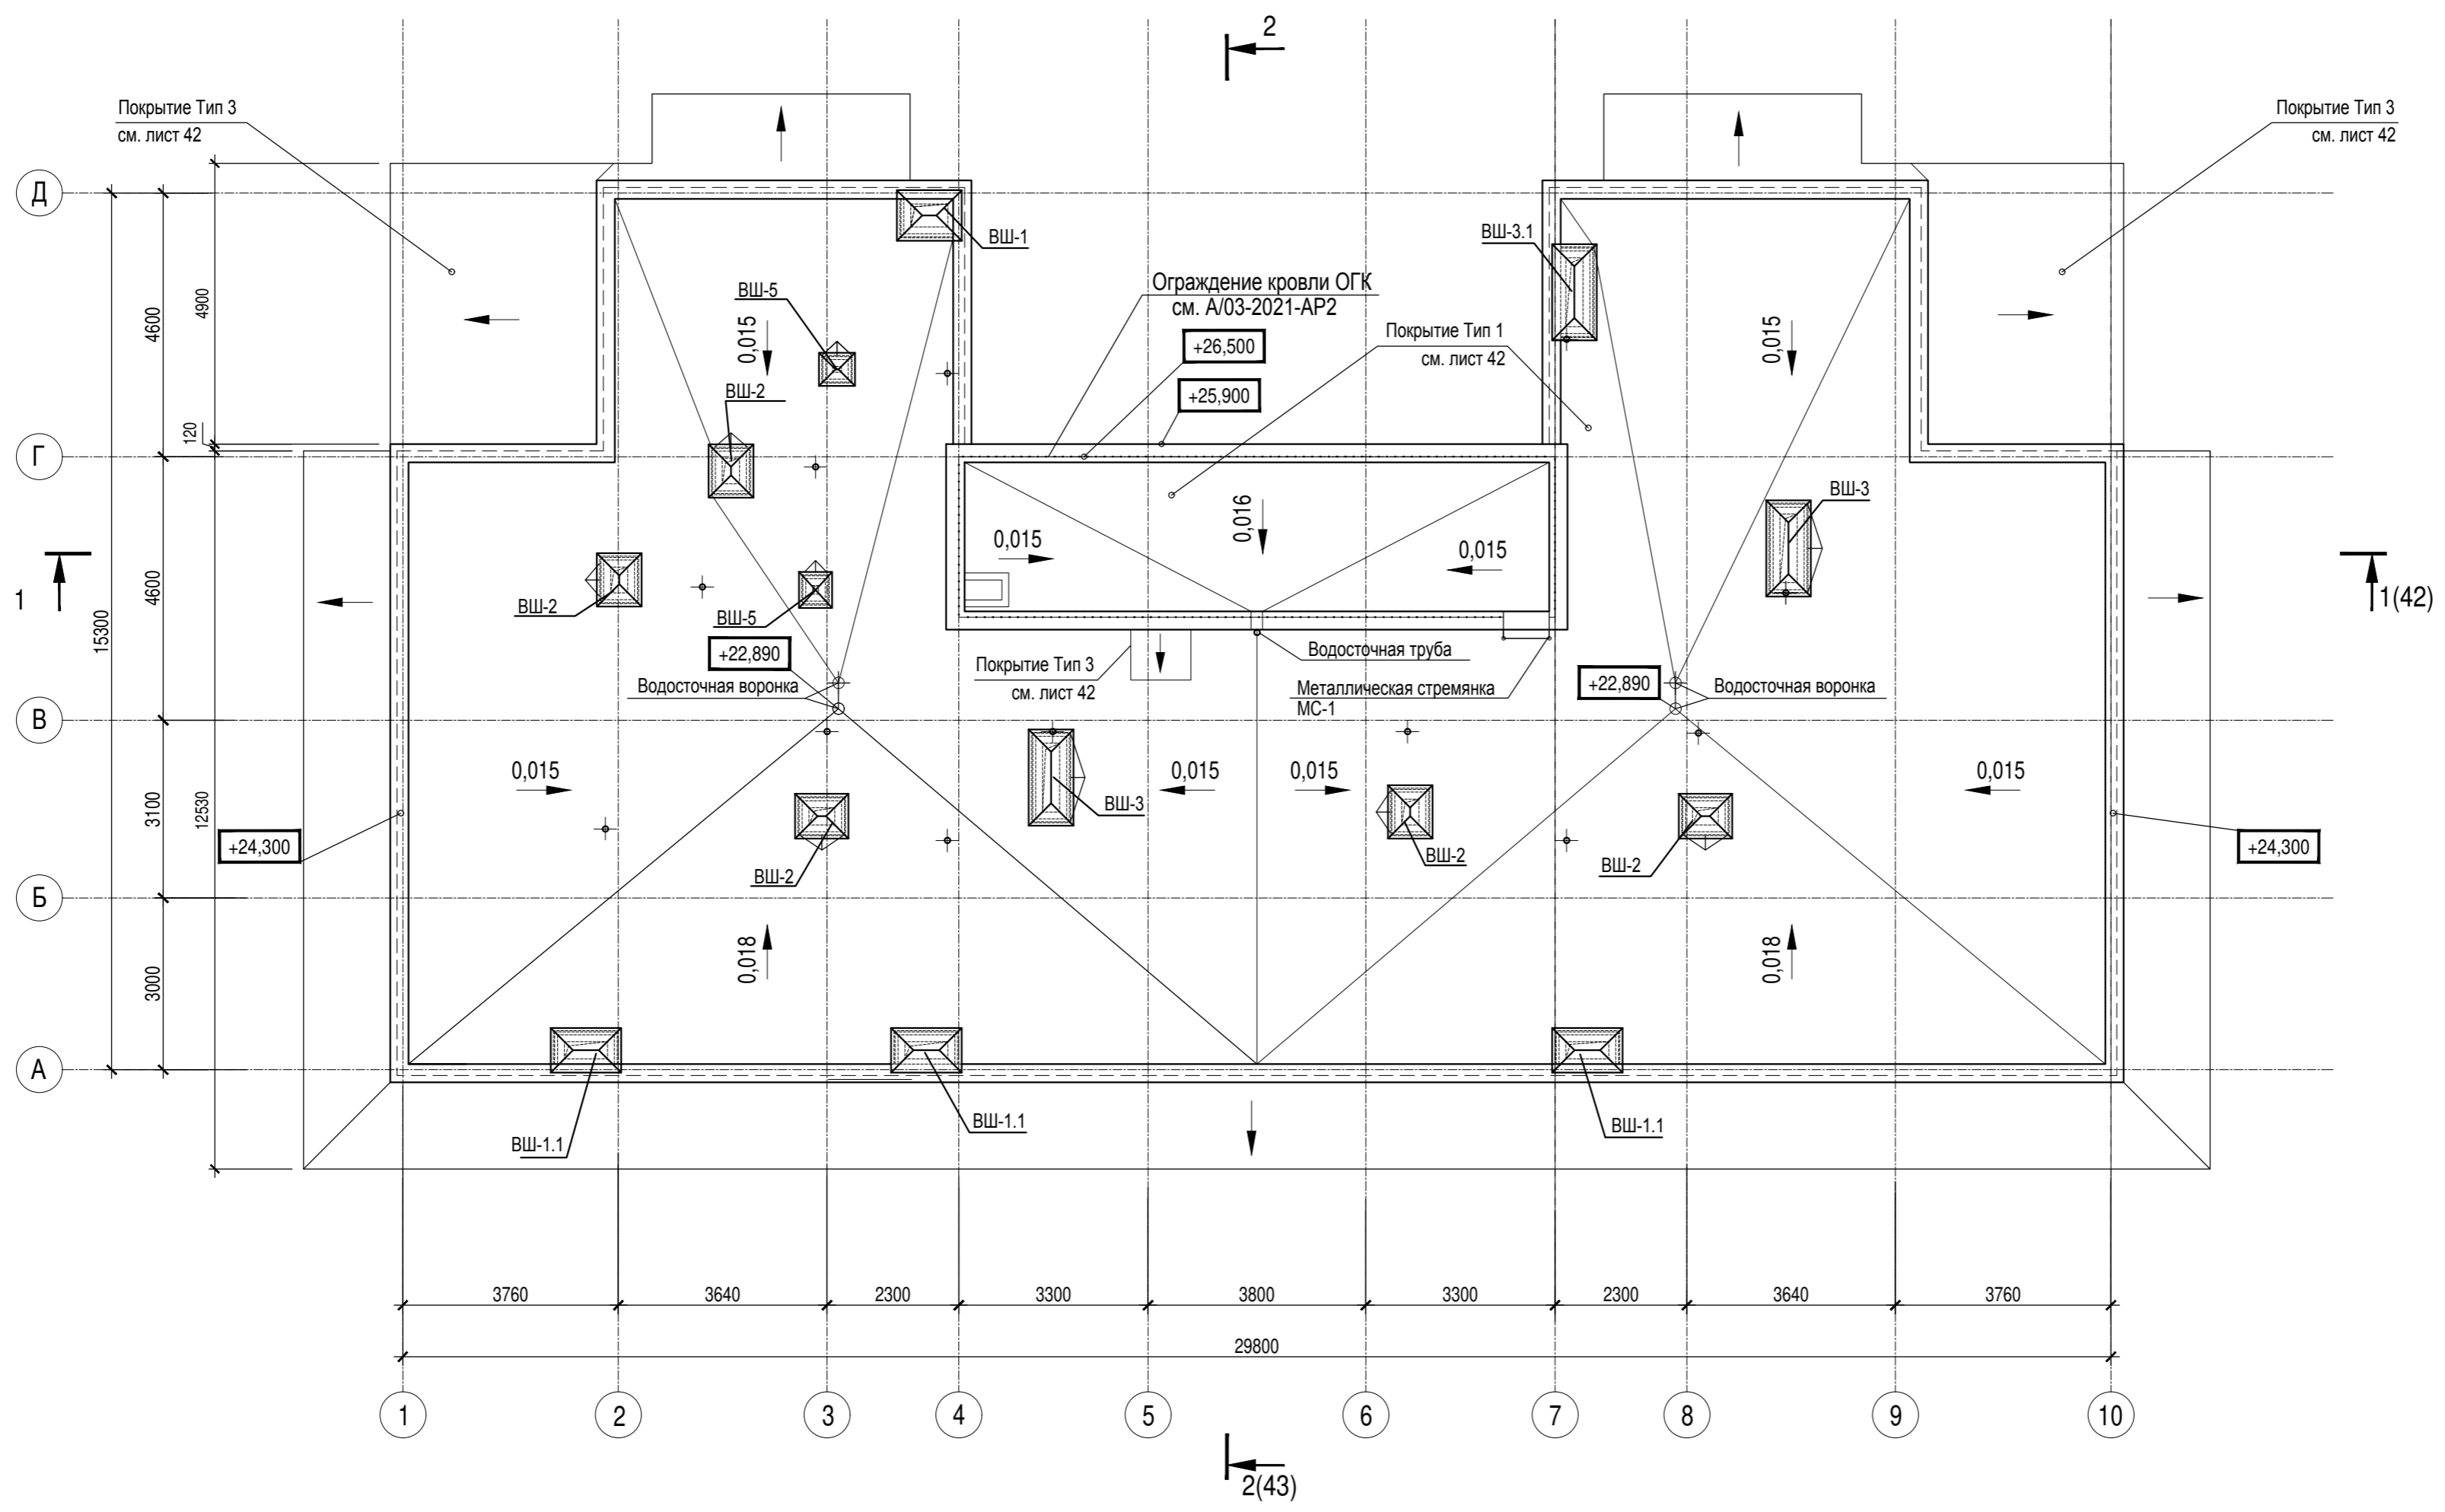 2
Покрытие Тип 3
см. лист 42
Покрытие Тип 3
см. лист 42
Д
ВШ-1
ВШ-3.1
Ограждение кровли ОГК
см. А/03-2021-АР2
ВШ-5
0,015
4900
4600
+26,500
Покрытие Тип 1
см. лист 42
0,015
ВШ-2
+25,900
120
Г
ВШ-3
0,016
0,015
0,015
1
4600
15300
ВШ-2
ВШ-5
1(42)
+22,890
Водосточная воронка
Покрытие Тип 3
см. лист 42
Водосточная труба
Металлическая стремянка
МС-1
+22,890
Водосточная воронка
В
0,015
0,015
0,015
0,015
3100
12530
ВШ-3
+24,300
ВШ-2
ВШ-2
ВШ-2
+24,300
Б
0,018
0,018
3000
А
ВШ-1.1
ВШ-1.1
ВШ-1.1
3760
3640
2300
3300
3800
3300
2300
3640
3760
29800
1
2
3
4
5
6
7
8
9
10
2(43)